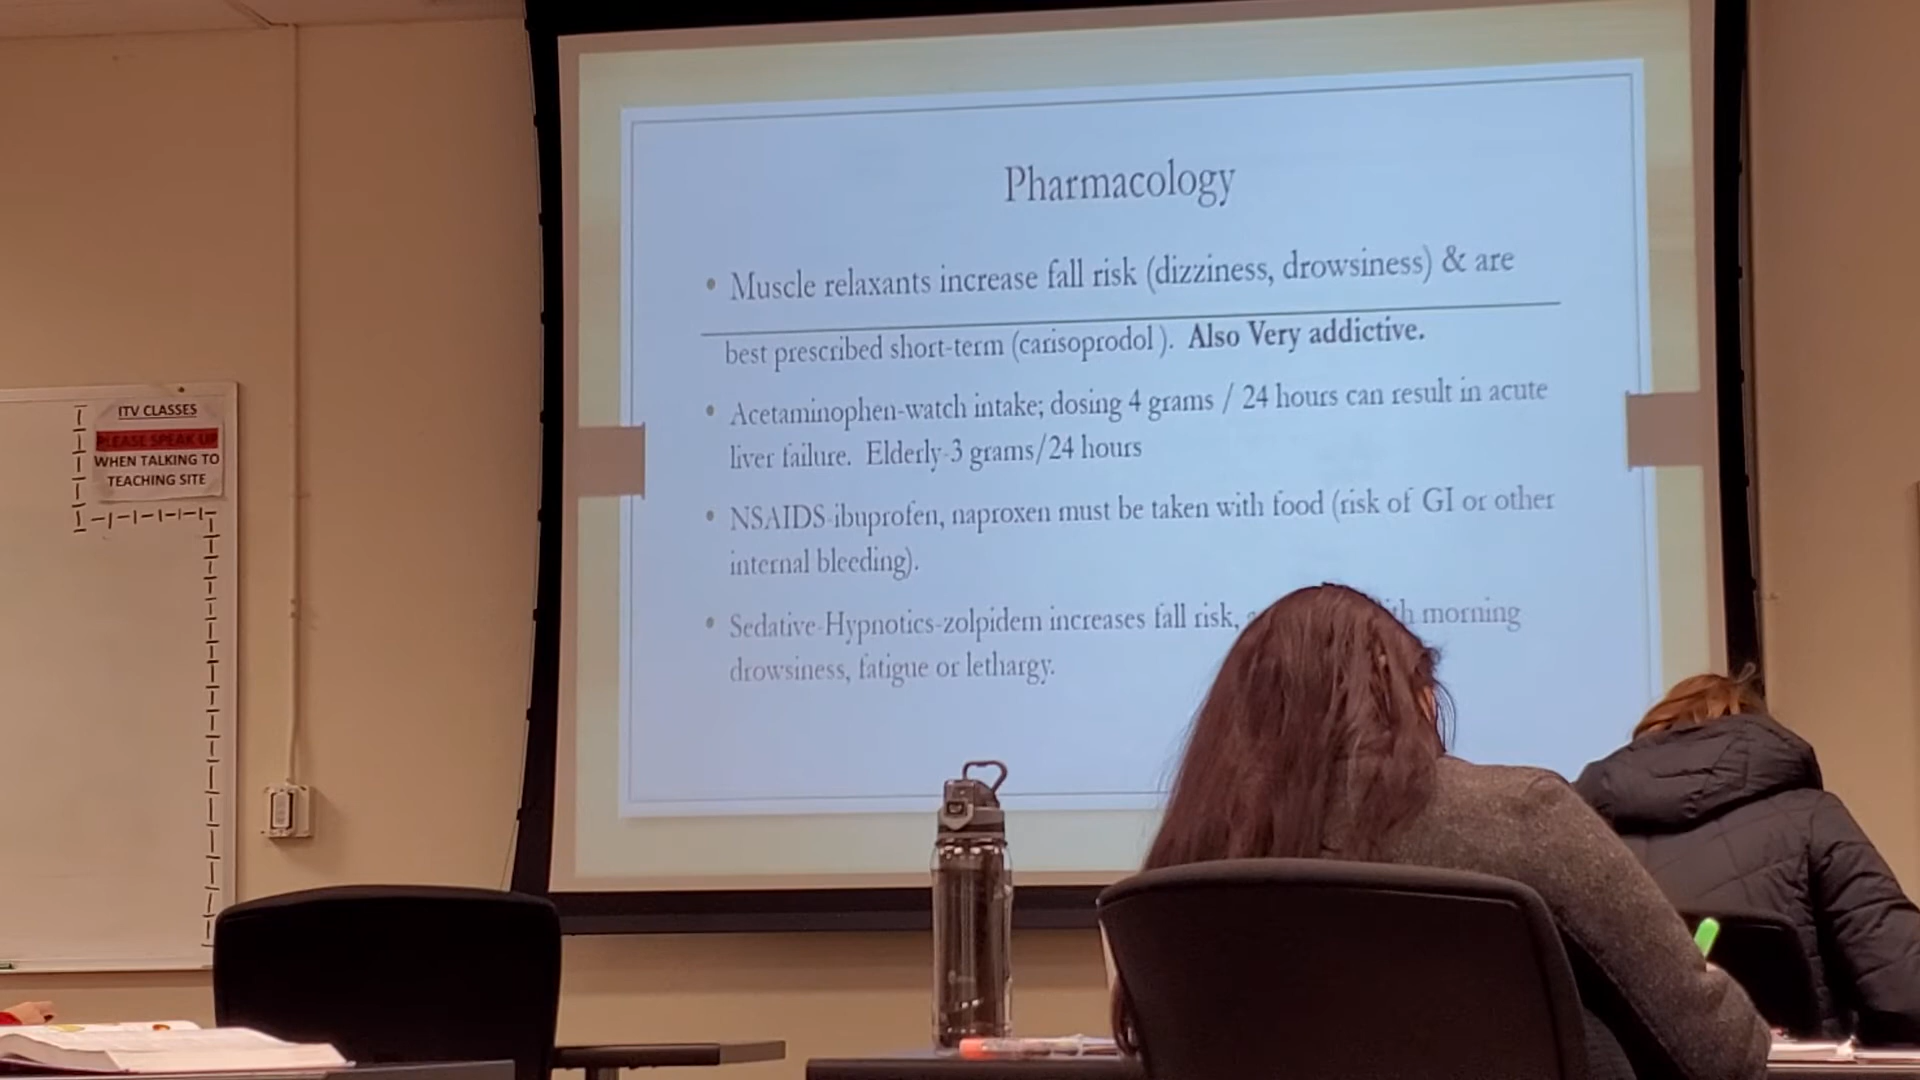 Pharmacology
• Muscle relaxants increase fall risk (dizziness, drowsiness) & are
best prescribed short-term (carisoprodol ). Also Very addictive.
• Acetaminophen-watch intake; dosing 4 grams / 24 hours can result in acute
liver failure. Elderly-3 grams/24 hours
• NSAIDS-ibuprofen, naproxen must be taken with food (risk of GI or other
internal bleeding).
• Sedative-Hypnotics-zolpidem increases fall risk, morning
drowsiness, fatigue or lethargy.
ITV CLASSES
PLEASE SPEAK UP
WHEN TALKING TO
TEACHING SITE